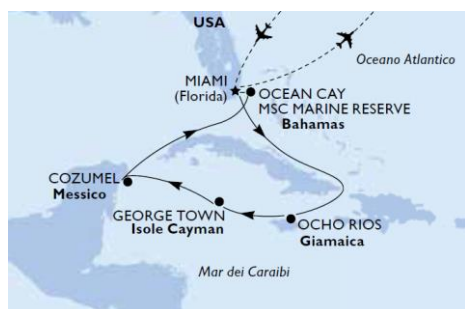 USA
Oceano Atlantico
MIAMI
(Florida)
OCEAN CAY
MSC MARINE RESERVE
Bahamas
COZUMEL
Messico
GEORGE TOWN
Isole Cayman
OCHO RIOS
Giamaica
Mar dei Caraibi